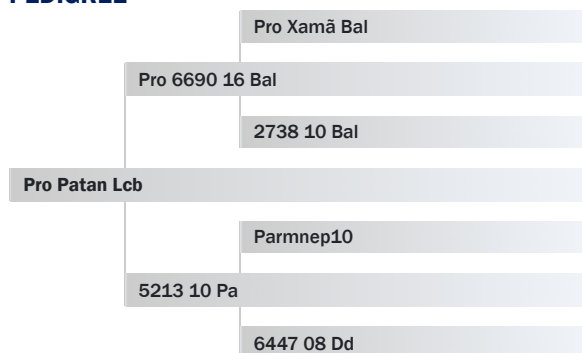 PEDIGREE
Pro Xamã Bal
Pro 6690 16 Bal
2738 10 Bal
Pro Patan Lcb
Parmnep10
5213 10 Pa
6447 08 Dd